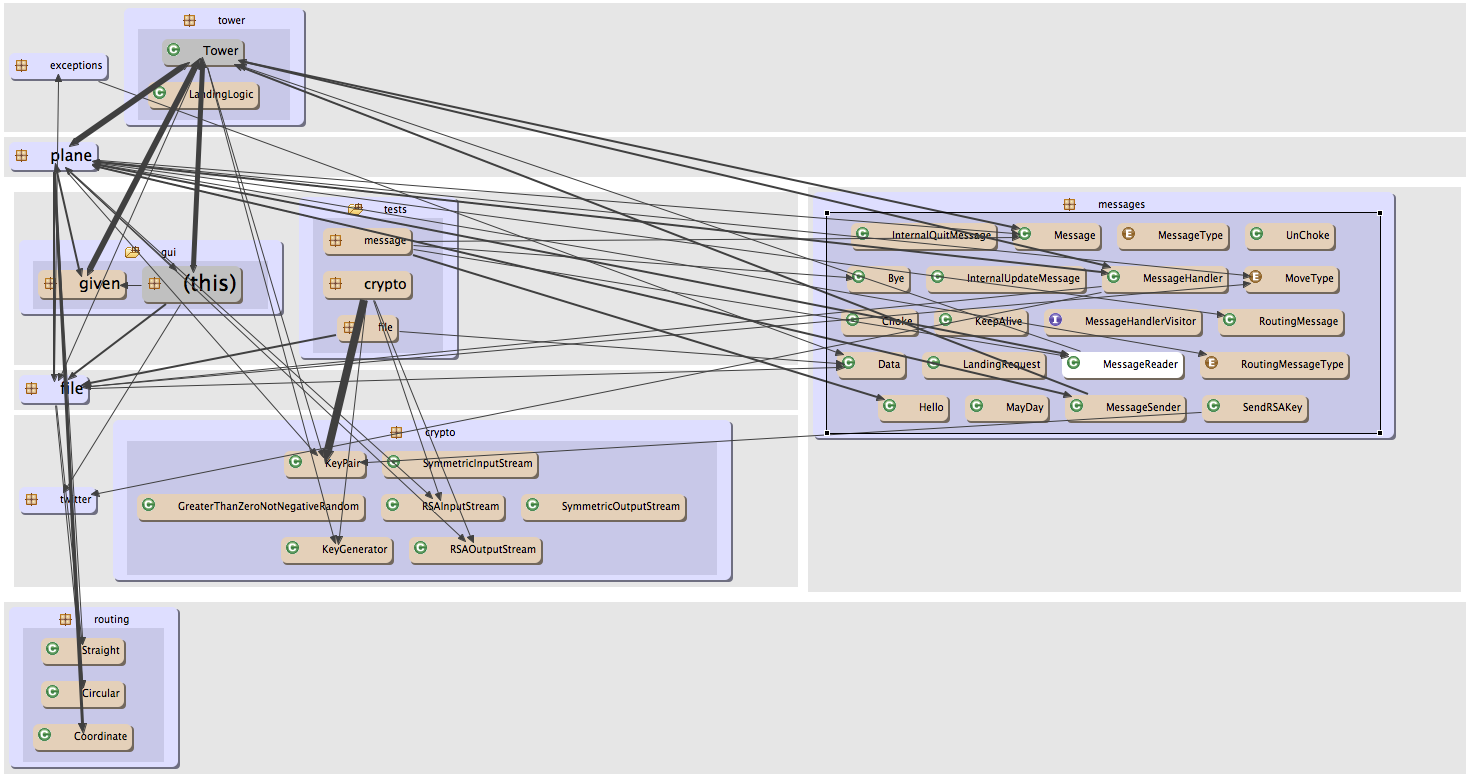 tower
Tower
exceptions
LandingLogic
plane
tests
message
gui
given
(this)
crypto
file
messages
InternalQuitMessage
Message
MessageType
UnChoke
Bye
InternalUpdateMessage
MessageHandler
MoveType
Choke
KeepAlive
MessageHandlerVisitor
RoutingMessage
Data
LandingRequest
MessageReader
RoutingMessageType
Hello
MayDay
MessageSender
SendRSAKey
file
crypto
KeyPair
SymmetricInputStream
twitter
GreaterThanZeroNotNegativeRandom
RSAInputStream
SymmetricOutputStream
KeyGenerator
RSAOutputStream
routing
Straight
Circular
Coordinate